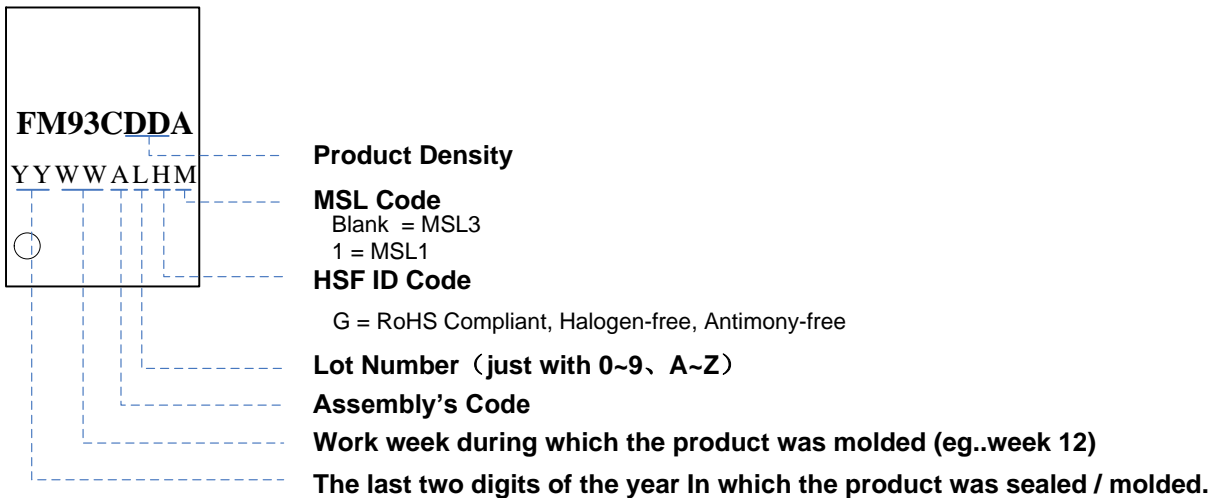 FM93CDDA
YYWWALHM
Product Density
MSL Code
Blank = MSL3
1 = MSL1
HSF ID Code
G = RoHS Compliant, Halogen-free, Antimony-free
Lot Number（just with 0~9、A~Z）
Assembly's Code
Work week during which the product was molded (eg..week 12)
The last two digits of the year In which the product was sealed / molded.